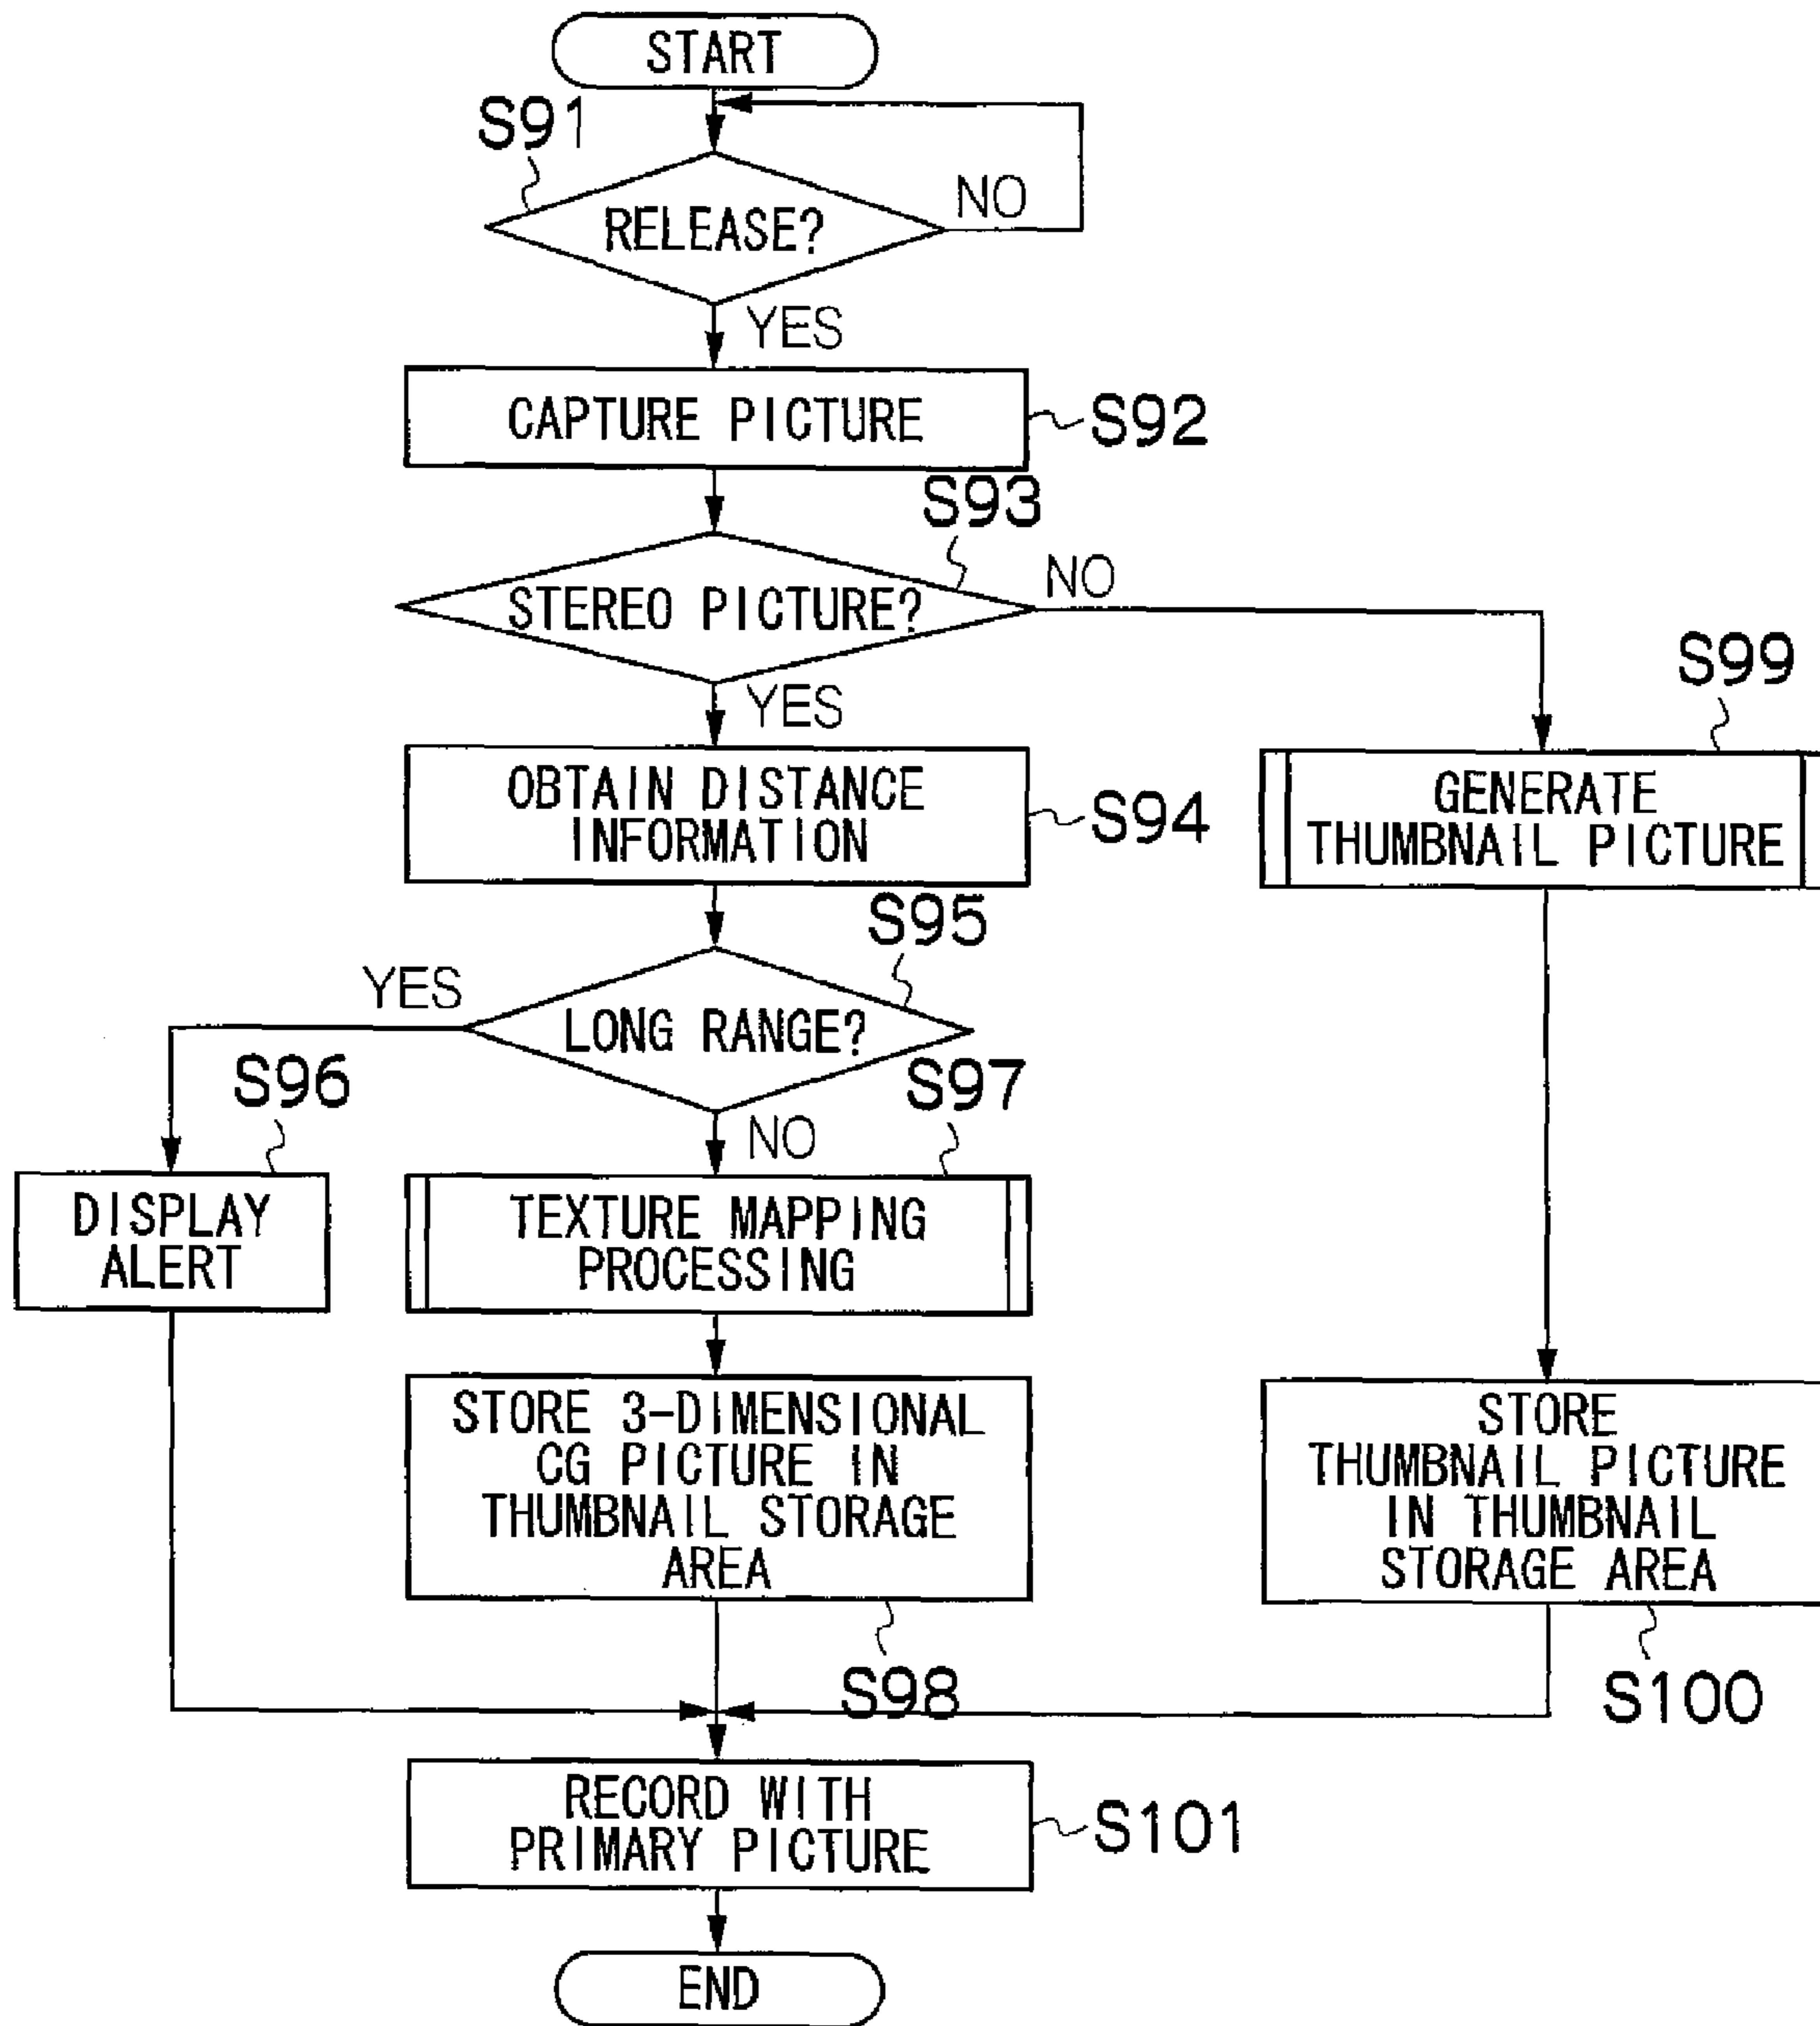 START
S91
RELEASE?
NO
YES
CAPTURE PICTURE
S92
S93
STEREO PICTURE?
NO
YES
S99
OBTAIN DISTANCE
INFORMATION
S94
GENERATE
THUMBNAIL PICTURE
S95
YES
LONG RANGE?
S96
S97
NO
DISPLAY
ALERT
TEXTURE MAPPING
PROCESSING
STORE 3-DIMENSIONAL
CG PICTURE IN
THUMBNAIL STORAGE
AREA
STORE
THUMBNAIL PICTURE
IN THUMBNAIL
STORAGE AREA
S98
S100
RECORD WITH
PRIMARY PICTURE
S101
END